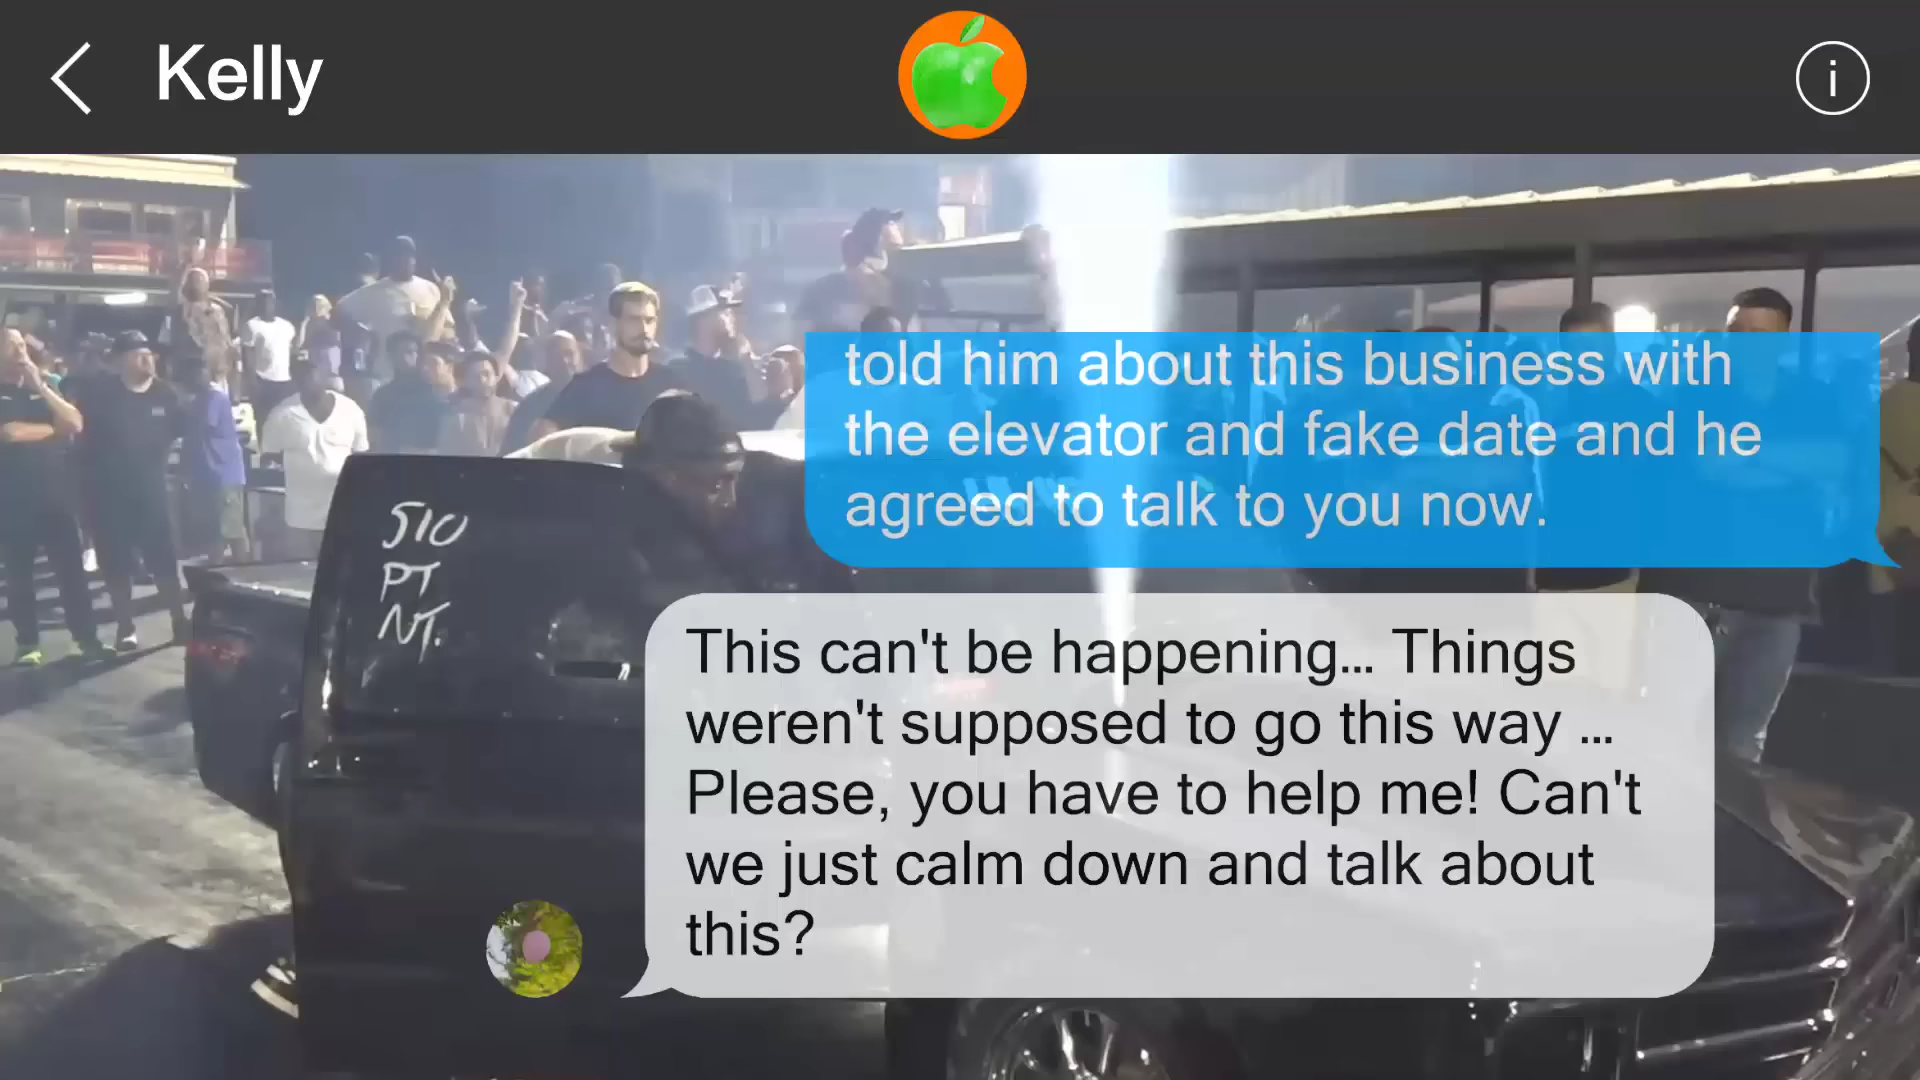 Kelly
i
told him about this business with
the elevator and fake date and he
agreed to talk to you now.
S10
PT
NT.
This can't be happening... Things
weren't supposed to go this way ...
Please, you have to help me! Can't
we just calm down and talk about
this?